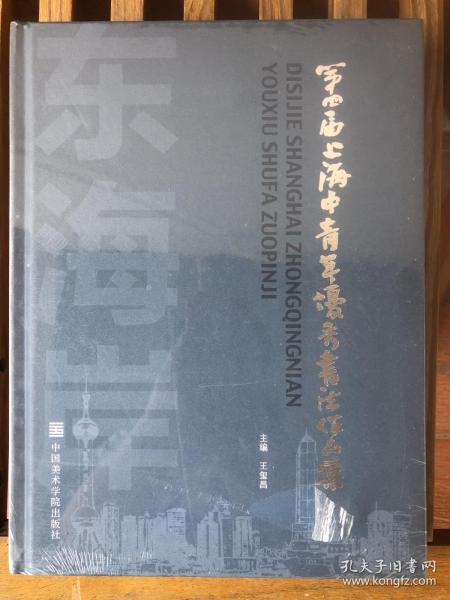 第四届上海中青年优秀书法作品集
DISIJIE SHANGHAI ZHONGQINGNIAN
YOUXIU SHUFA ZUOPINJI
东海岸
主编 王玺昌
中国美术学院出版社
孔夫子旧书网
www.kongfz.com